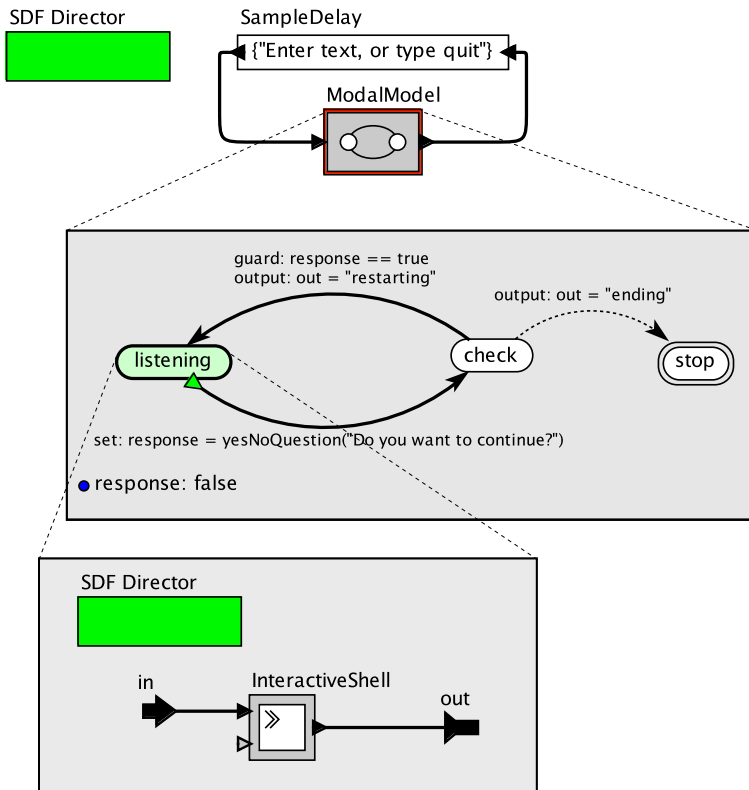 SDF Director
SampleDelay
{"Enter text, or type quit"}
ModalModel
guard: response == true
output: out = "restarting"
output: out = "ending"
listening
check
stop
set: response = yesNoQuestion("Do you want to continue?")
response: false
SDF Director
InteractiveShell
in
out